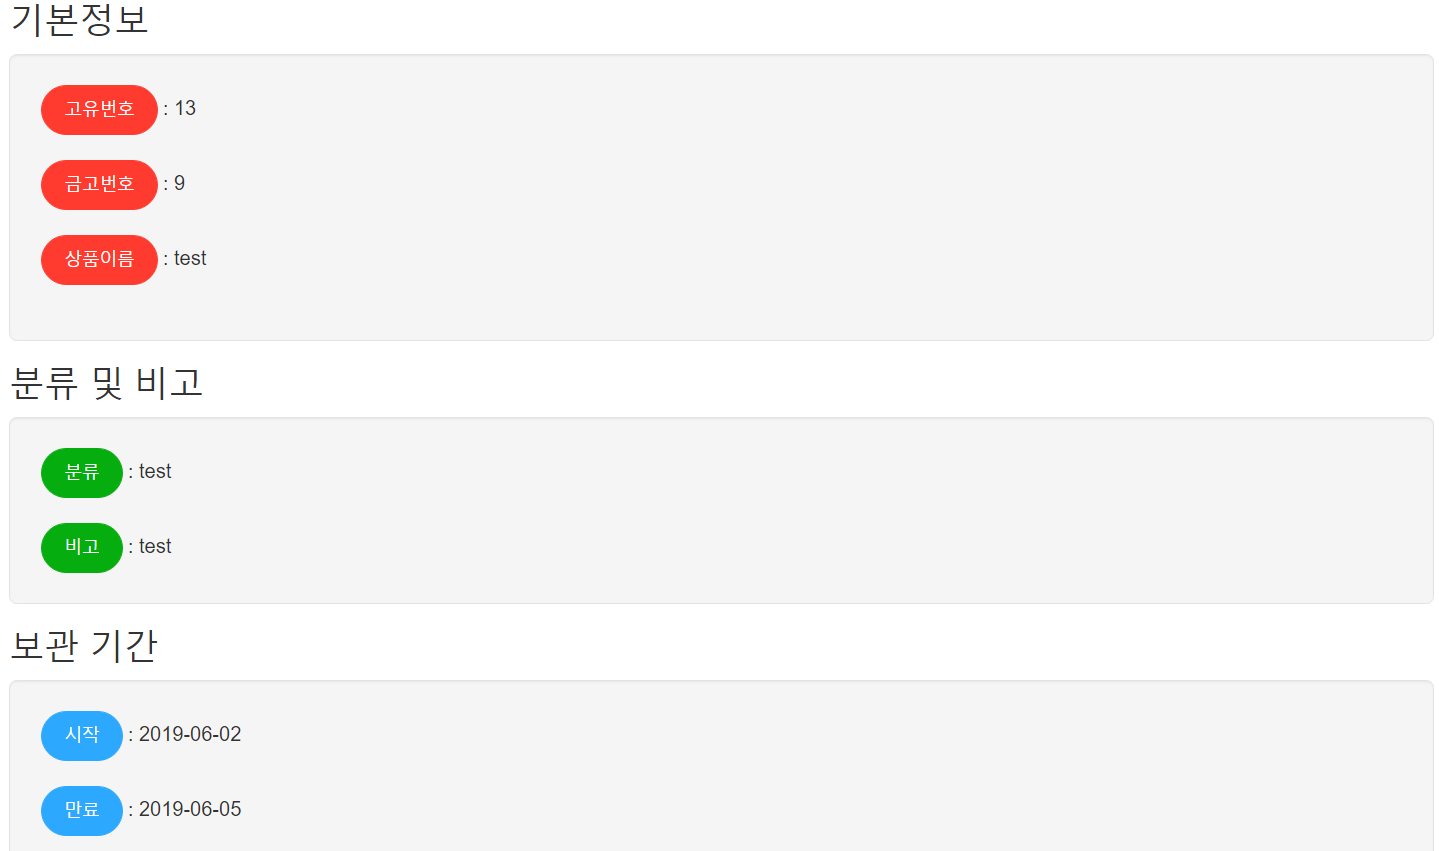 기본정보
고유번호 : 13
금고번호 : 9
상품이름 : test
분류 및 비고
분류 : test
비고 : test
보관 기간
시작 : 2019-06-02
만료 : 2019-06-05